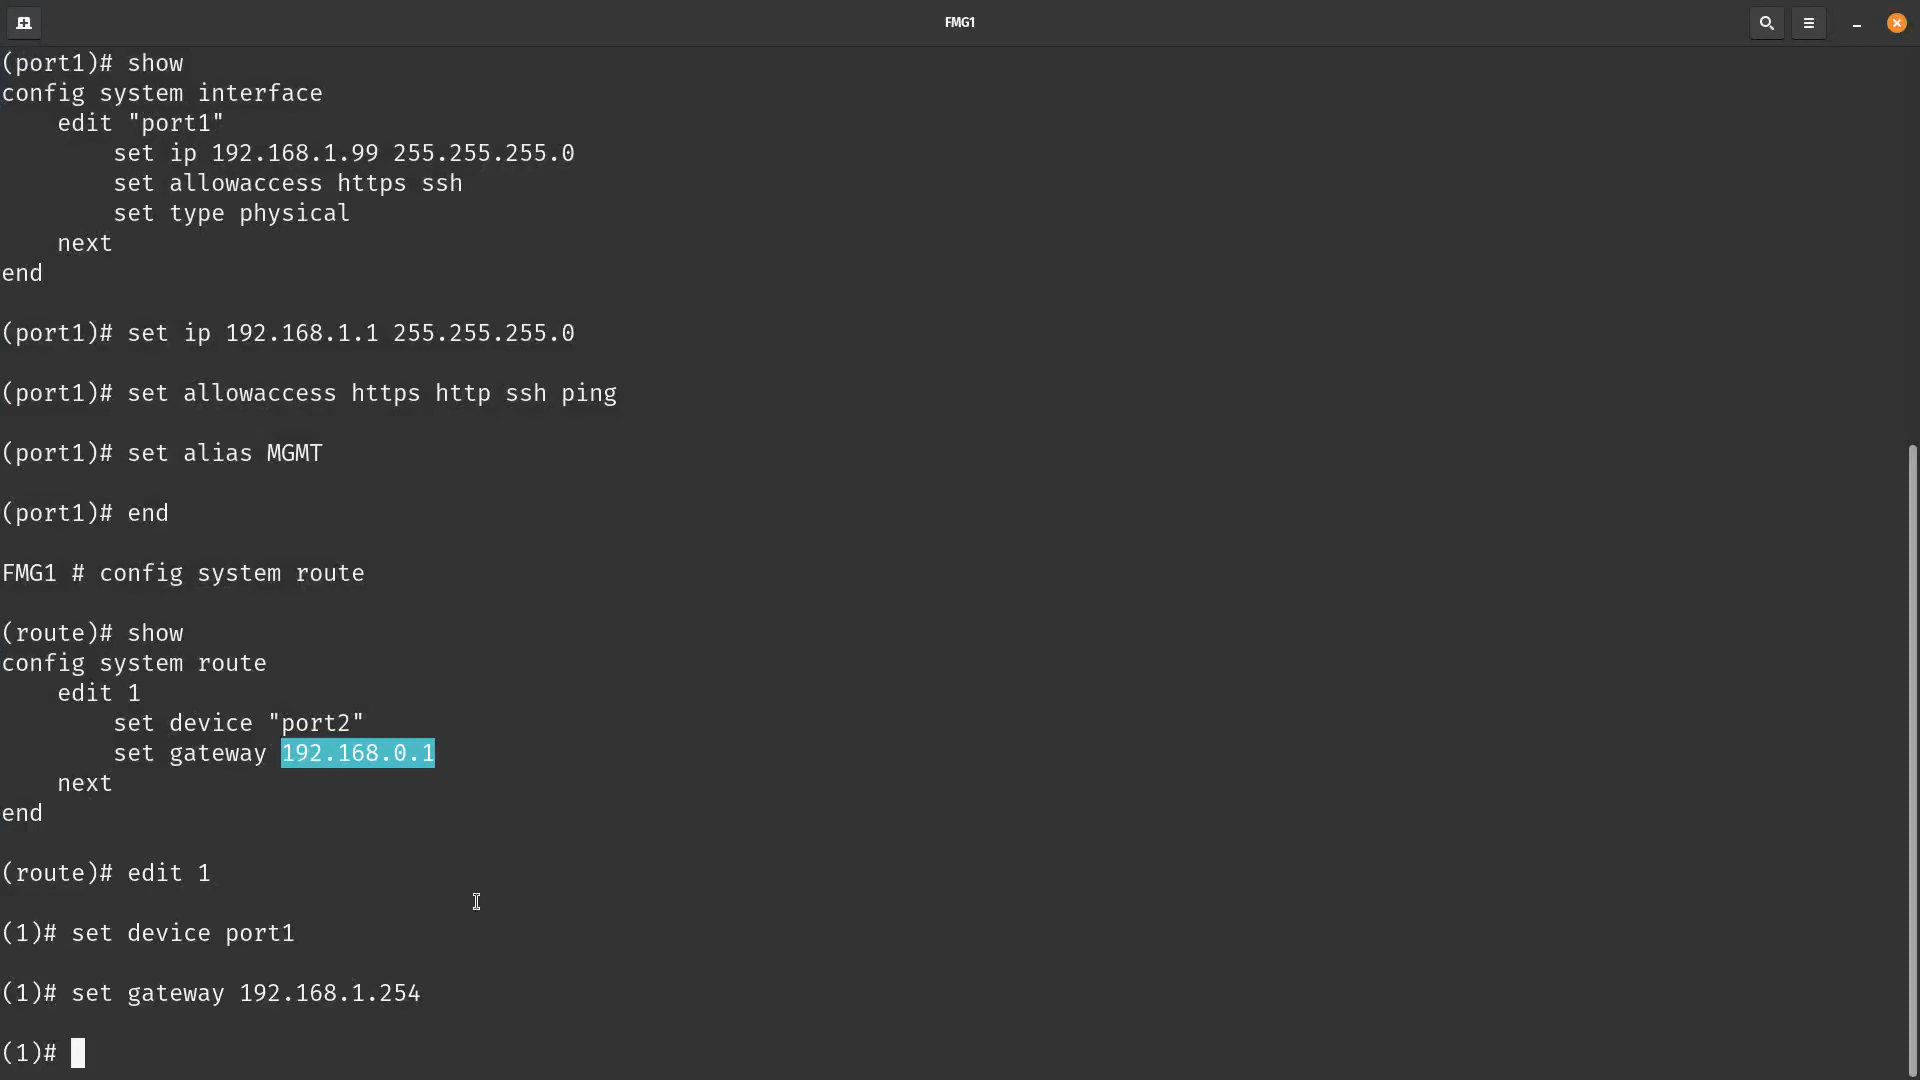 FMG1
(port1)# show
config system interface
    edit "port1"
        set ip 192.168.1.99 255.255.255.0
        set allowaccess https ssh
        set type physical
    next
end
(port1)# set ip 192.168.1.1 255.255.255.0
(port1)# set allowaccess https http ssh ping
(port1)# set alias MGMT
(port1)# end
FMG1 # config system route
(route)# show
config system route
    edit 1
        set device "port2"
        set gateway 192.168.0.1
    next
end
(route)# edit 1
(1)# set device port1
(1)# set gateway 192.168.1.254
(1)#